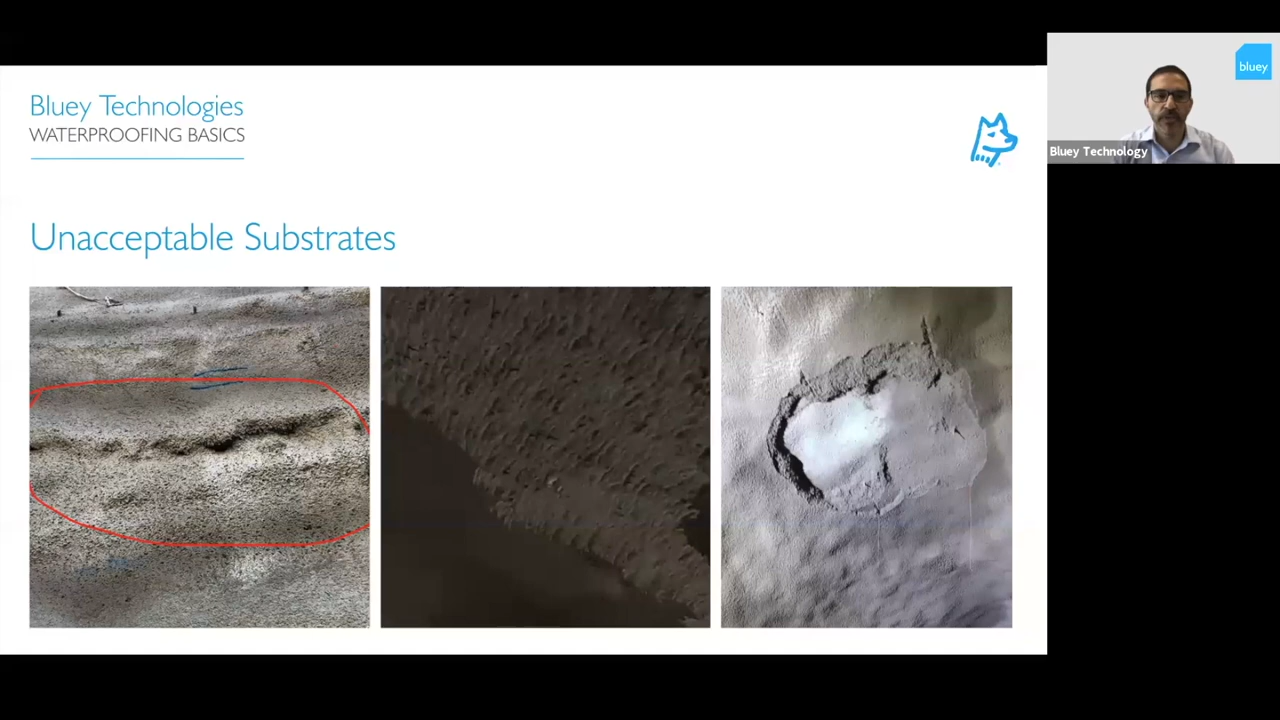 Bluey Technologies
WATERPROOFING BASICS
Unacceptable Substrates
bluey
Bluey Technology